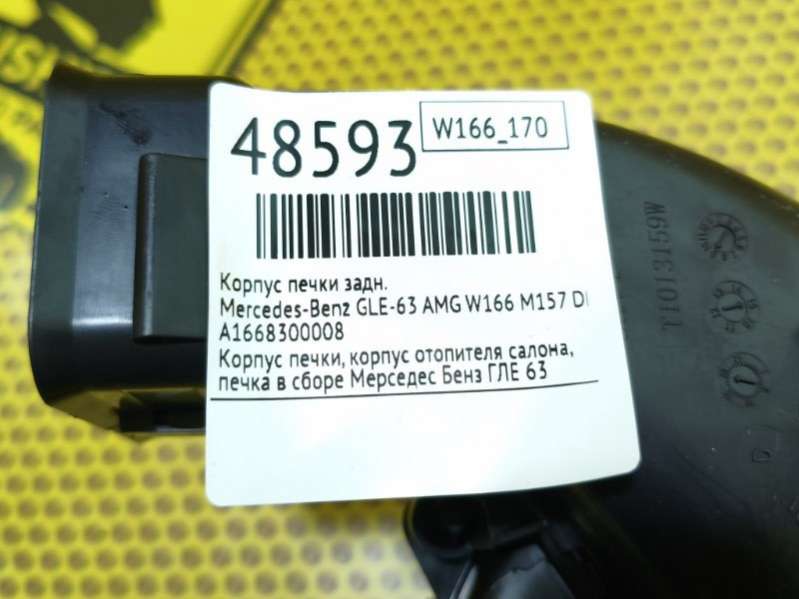 48593
W166_170
Корпус печки задн.
Mercedes-Benz GLE-63 AMG W166 M157 DI
A1668300008
Корпус печки, корпус отопителя салона,
печка в сборе Мерседес Бенз ГЛЕ 63